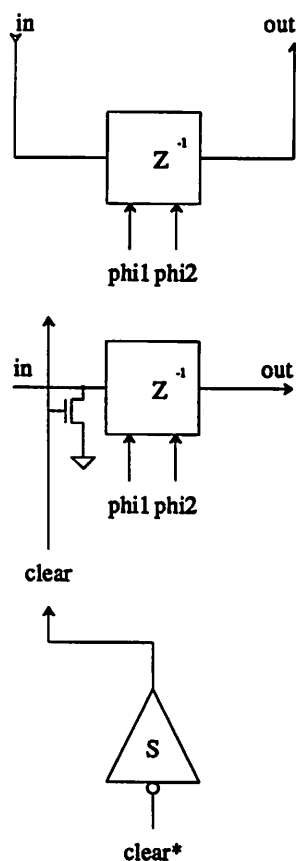 in out
Z -1
phi1 phi2
in out
Z -1
phi1 phi2
clear
S
clear*